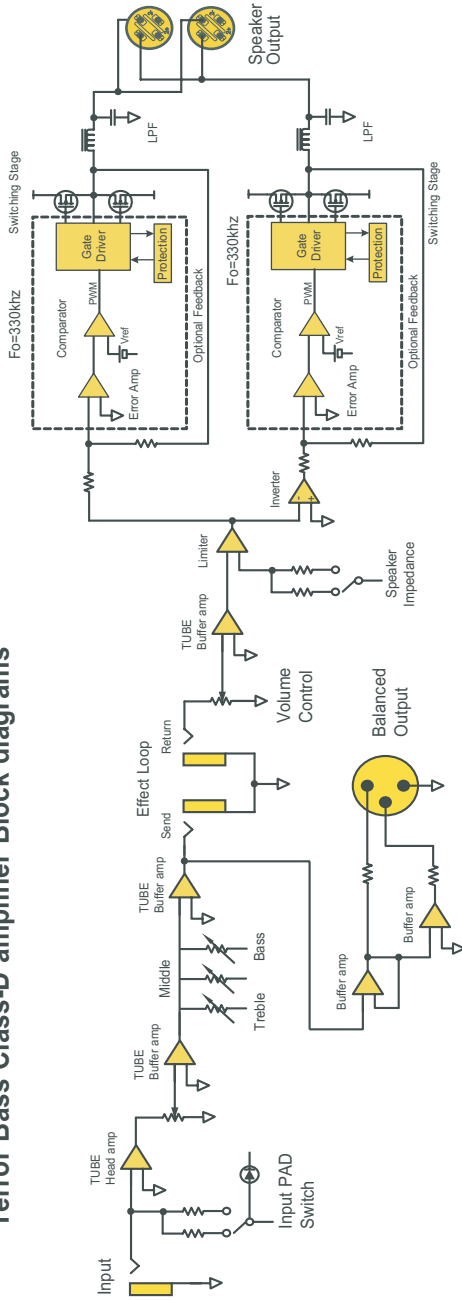 Terror Bass Class-D amplifier Block diagrams
Input
Input PAD
Switch
TUBE
Head amp
TUBE
Buffer amp
Treble
Middle
Bass
TUBE
Buffer amp
Send
Effect Loop
Return
Volume
Control
TUBE
Buffer amp
Limiter
Speaker
Impedance
Buffer amp
Buffer amp
Balanced
Output
Inverter
-
+
Fo=330khz
Error Amp
Comparator
Vref
PWM
Gate
Driver
Protection
Optional Feedback
Switching Stage
LPF
Fo=330khz
Error Amp
Comparator
Vref
PWM
Gate
Driver
Protection
Optional Feedback
Switching Stage
LPF
Speaker
Output